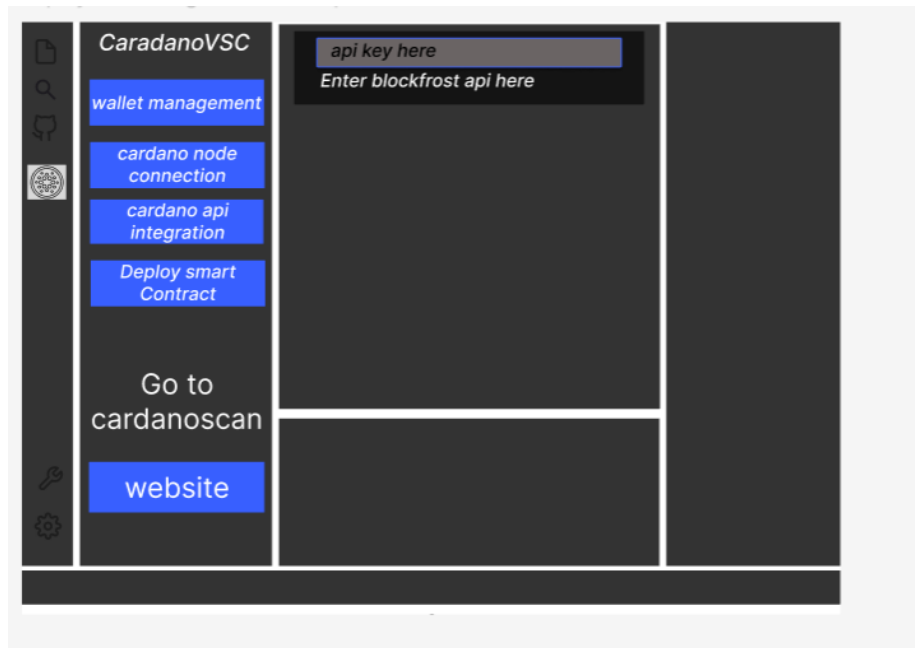 CaradanoVSC
wallet management
cardano node
connection
cardano api
integration
Deploy smart
Contract
Go to
cardanoscan
website
api key here
Enter blockfrost api here